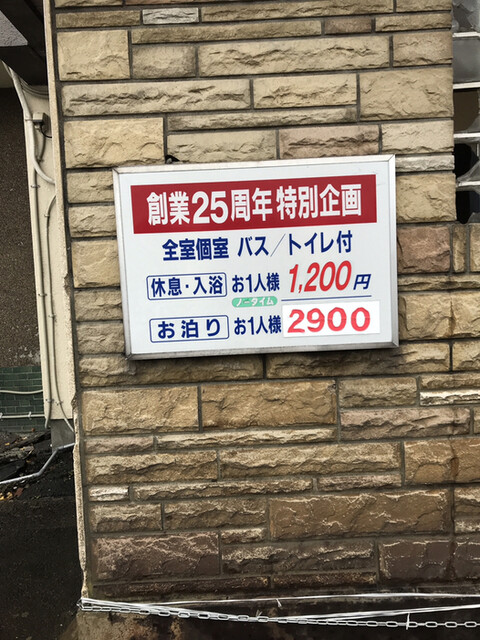 創業25周年 特別企画
全室個室 バス/トイレ付
休息・入浴 お1人様 1,200円
ノータイム
お泊り お1人様 2900